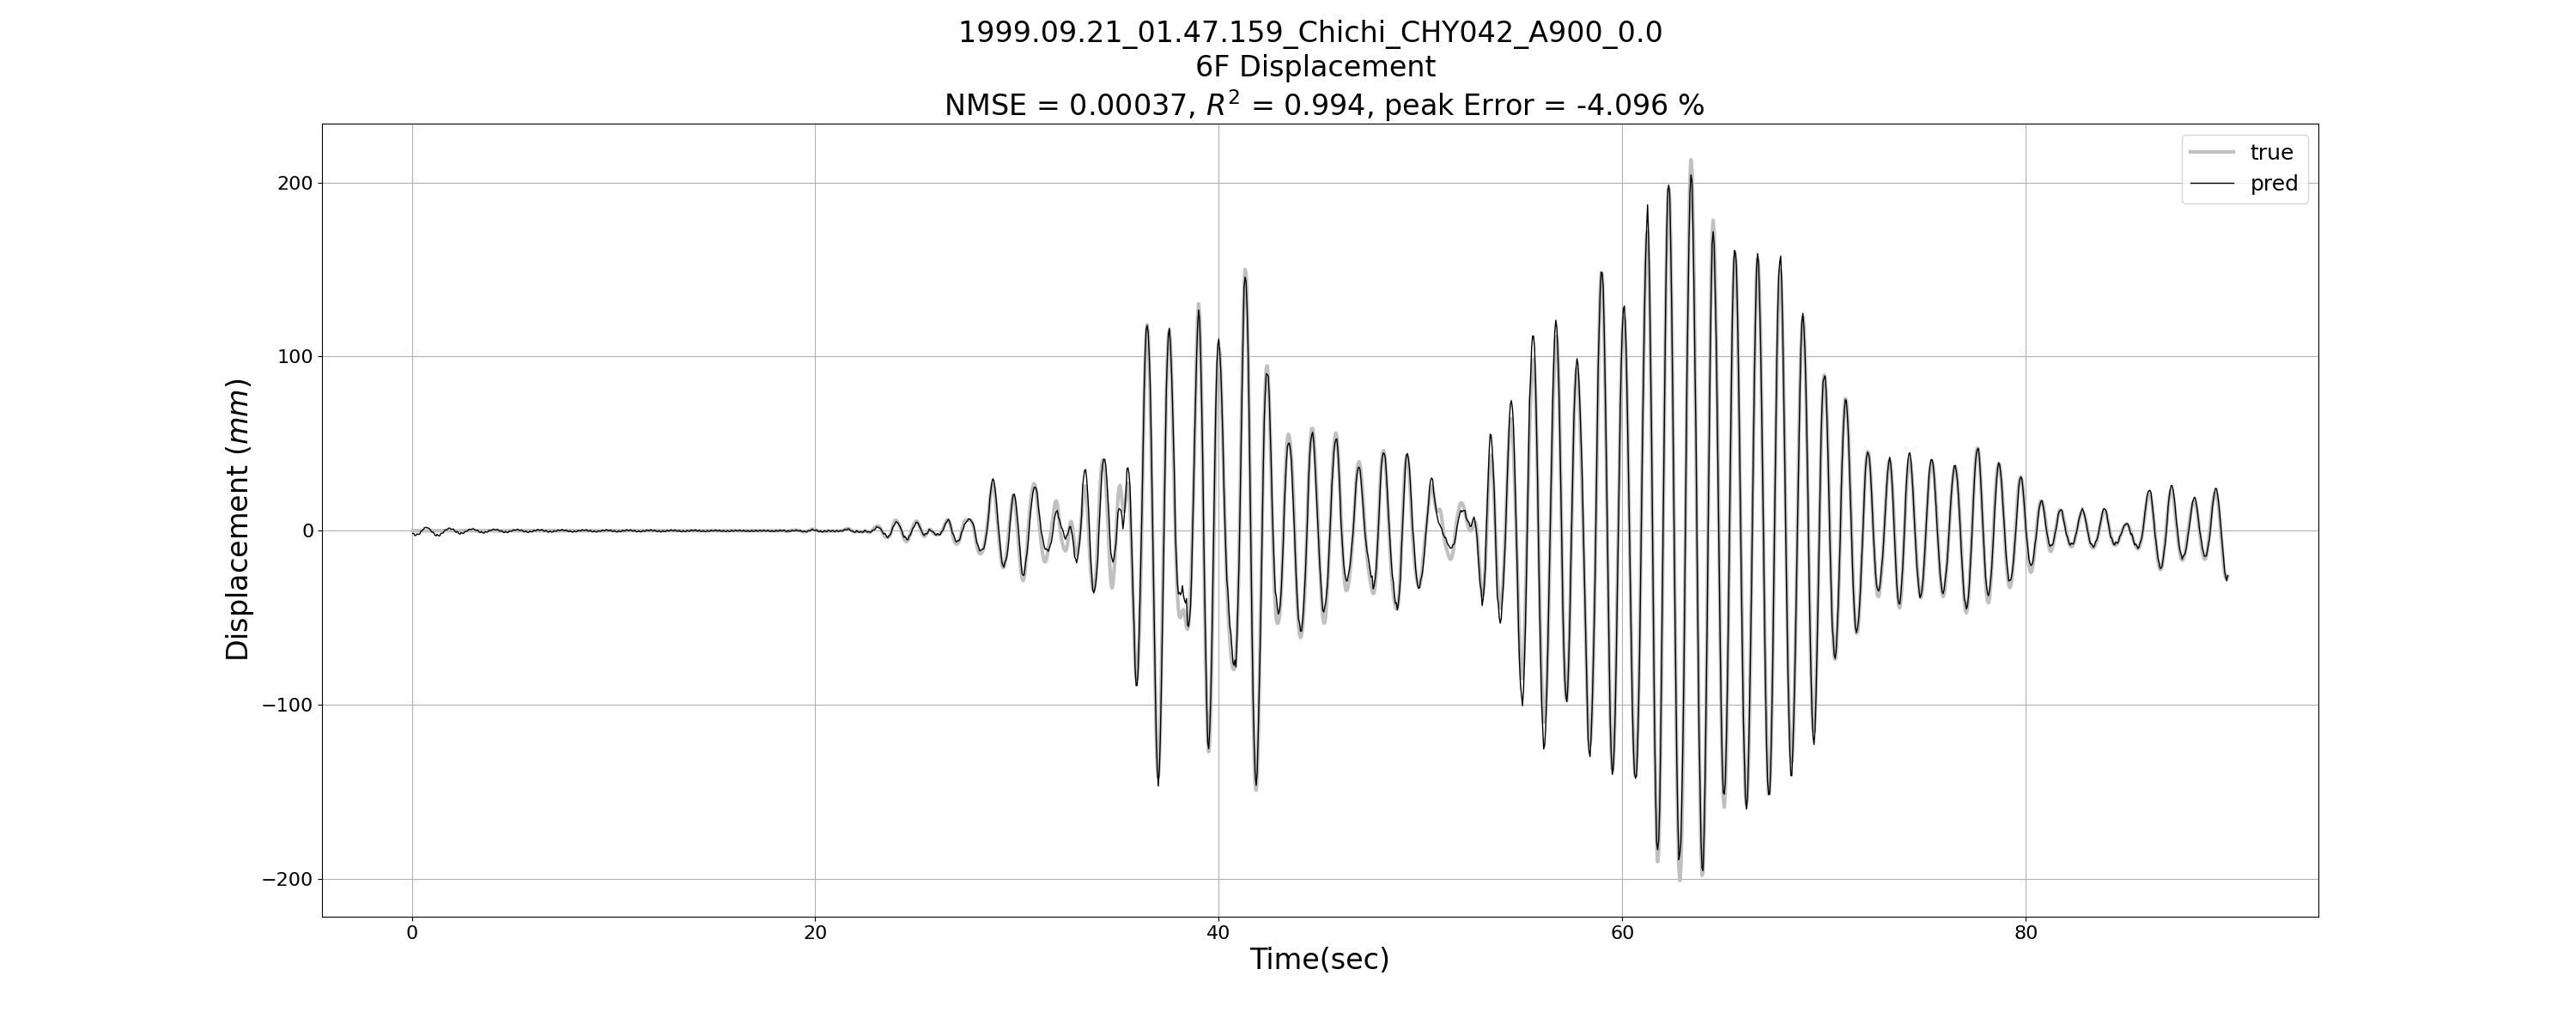 1999.09.21_01.47.159_Chichi_CHY042_A900_0.0
6F Displacement
NMSE = 0.00037, R² = 0.994, peak Error = -4.096 %
true
pred
200
100
0
−100
−200
Displacement (mm)
0
20
40
60
80
Time(sec)